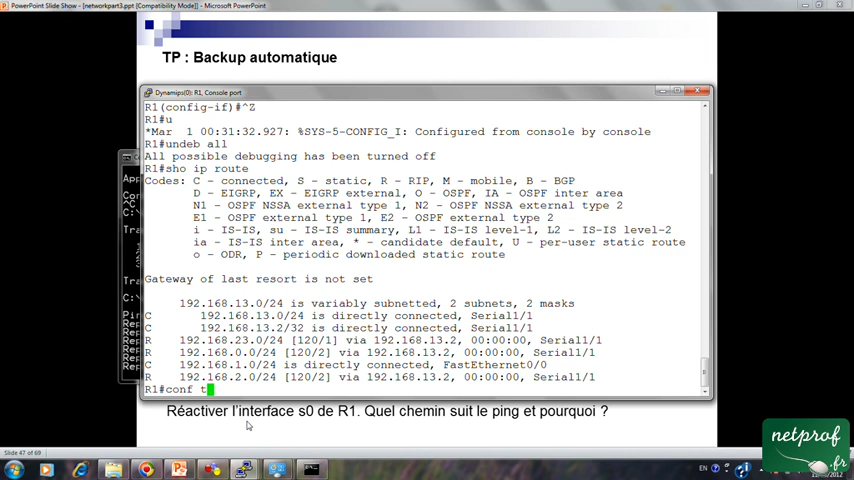 PowerPoint Slide Show - [networkpart3.ppt [Compatibility Mode]] - Microsoft PowerPoint
TP : Backup automatique
Dynamips(0): R1, Console port
R1(config-if)#^Z
R1#u
*Mar  1 00:31:32.927: %SYS-5-CONFIG_I: Configured from console by console
R1#undeb all
All possible debugging has been turned off
R1#sho ip route
Codes: C - connected, S - static, R - RIP, M - mobile, B - BGP
D - EIGRP, EX - EIGRP external, O - OSPF, IA - OSPF inter area
N1 - OSPF NSSA external type 1, N2 - OSPF NSSA external type 2
E1 - OSPF external type 1, E2 - OSPF external type 2
i - IS-IS, su - IS-IS summary, L1 - IS-IS level-1, L2 - IS-IS level-2
ia - IS-IS inter area, * - candidate default, U - per-user static route
o - ODR, P - periodic downloaded static route
Gateway of last resort is not set
192.168.13.0/24 is variably subnetted, 2 subnets, 2 masks
C 192.168.13.0/24 is directly connected, Serial1/1
C 192.168.13.2/32 is directly connected, Serial1/1
R 192.168.23.0/24 [120/1] via 192.168.13.2, 00:00:00, Serial1/1
R 192.168.0.0/24 [120/2] via 192.168.13.2, 00:00:00, Serial1/1
C 192.168.1.0/24 is directly connected, FastEthernet0/0
R 192.168.2.0/24 [120/2] via 192.168.13.2, 00:00:00, Serial1/1
R1#conf t
Réactiver l'interface s0 de R1. Quel chemin suit le ping et pourquoi ?
netprof
.fr
Slide 47 of 69
EN